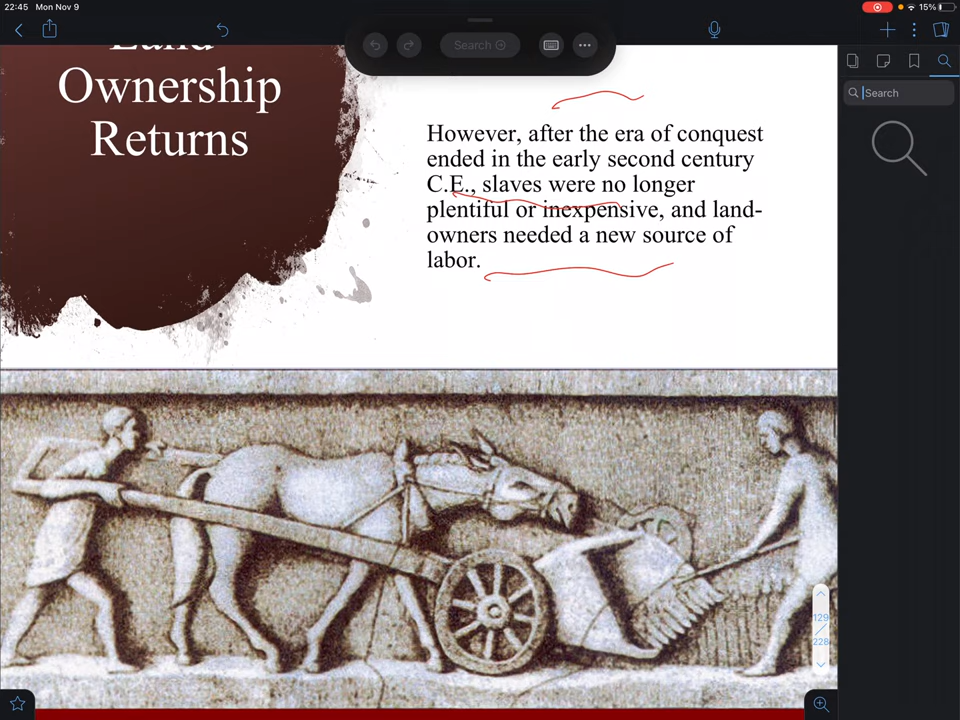 22:45 Mon Nov 9
15%
Search
Search
Land
Ownership
Returns
However, after the era of conquest
ended in the early second century
C.E., slaves were no longer
plentiful or inexpensive, and land-
owners needed a new source of
labor.
129
228